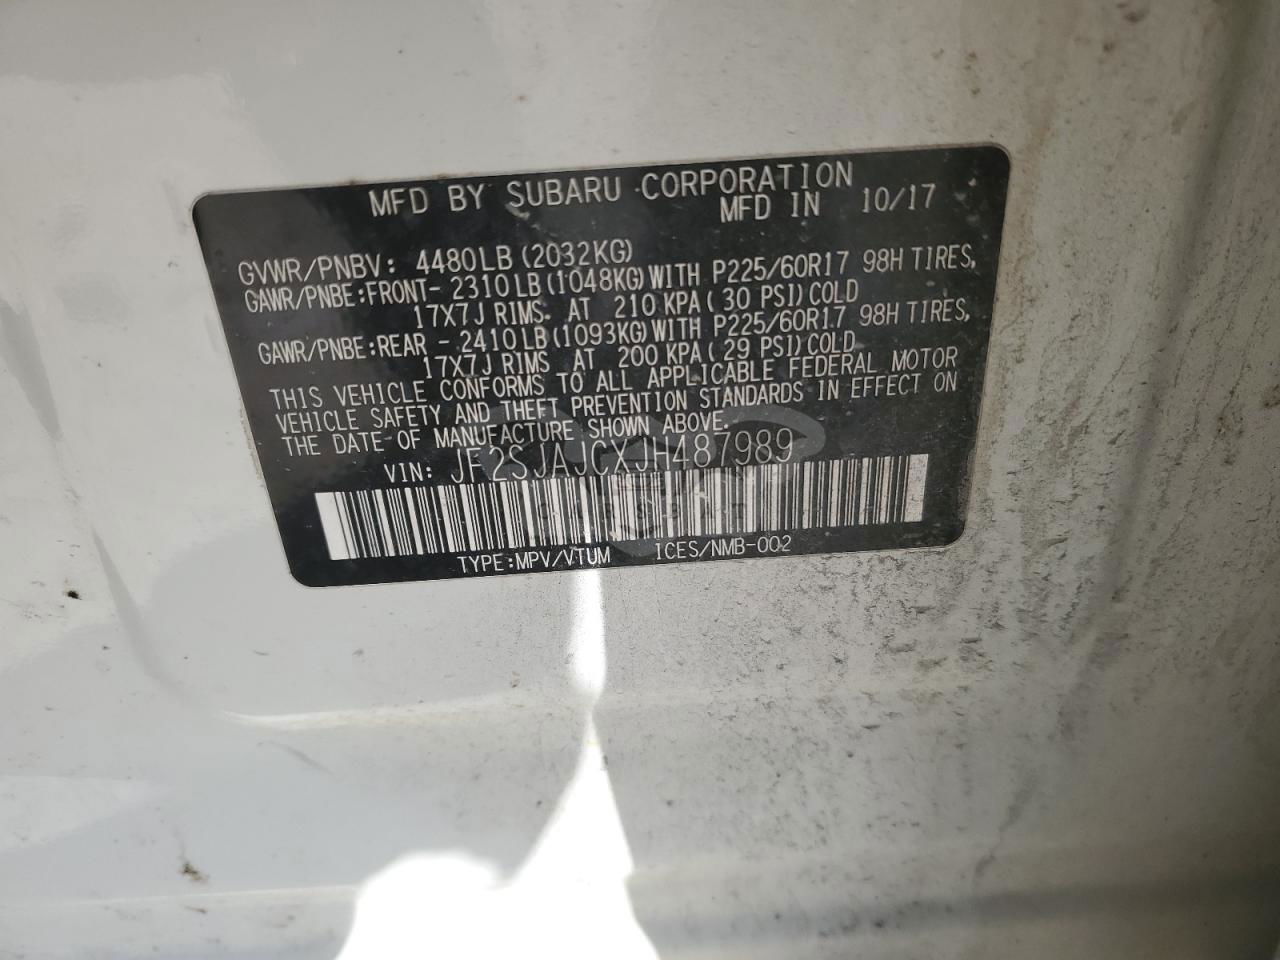 MFD BY SUBARU CORPORATION
MFD IN 10/17
GVWR/PNBV: 4480LB (2032KG)
GAWR/PNBE:FRONT- 2310LB (1048KG) WITH P225/60R17 98H TIRES,
17X7J RIMS. AT 210 KPA ( 30 PSI) COLD
GAWR/PNBE:REAR - 2410LB (1093KG) WITH P225/60R17 98H TIRES,
17X7J RIMS AT 200 KPA ( 29 PSI) COLD
THIS VEHICLE CONFORMS TO ALL APPLICABLE FEDERAL MOTOR
VEHICLE SAFETY AND THEFT PREVENTION STANDARDS IN EFFECT ON
THE DATE OF MANUFACTURE SHOWN ABOVE.
VIN: JF2SJAJCXJH487989
TYPE:MPV/VTUM ICES/NMB-002